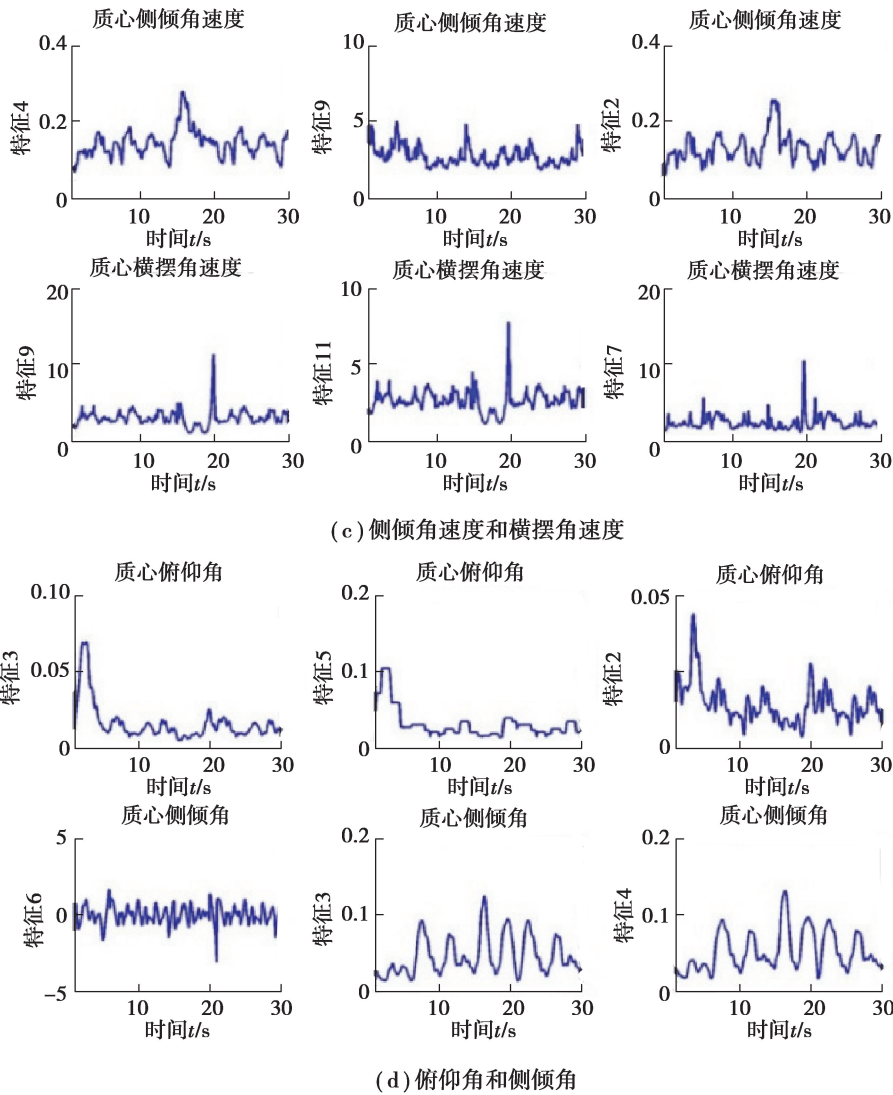 质心侧倾角速度 质心侧倾角速度 质心侧倾角速度
0.4 10 0.4
特征4 0.2 特征9 5 特征2 0.2
0 0 0
10 20 30 10 20 30 10 20 30
时间t/s 时间t/s 时间t/s
质心横摆角速度 质心横摆角速度 质心横摆角速度
20 10 20
特征9 10 特征11 5 特征7 10
0 0 0
10 20 30 10 20 30 10 20 30
时间t/s 时间t/s 时间t/s
(c)侧倾角速度和横摆角速度
质心俯仰角 质心俯仰角 质心俯仰角
0.10 0.2 0.05
特征3 0.05 特征5 0.1 特征2
0 0 0
10 20 30 10 20 30 10 20 30
时间t/s 时间t/s 时间t/s
质心侧倾角 质心侧倾角 质心侧倾角
5 0.2 0.2
特征6 0 特征3 0.1 特征4 0.1
-5 0 0
10 20 30 10 20 30 10 20 30
时间t/s 时间t/s 时间t/s
(d)俯仰角和侧倾角